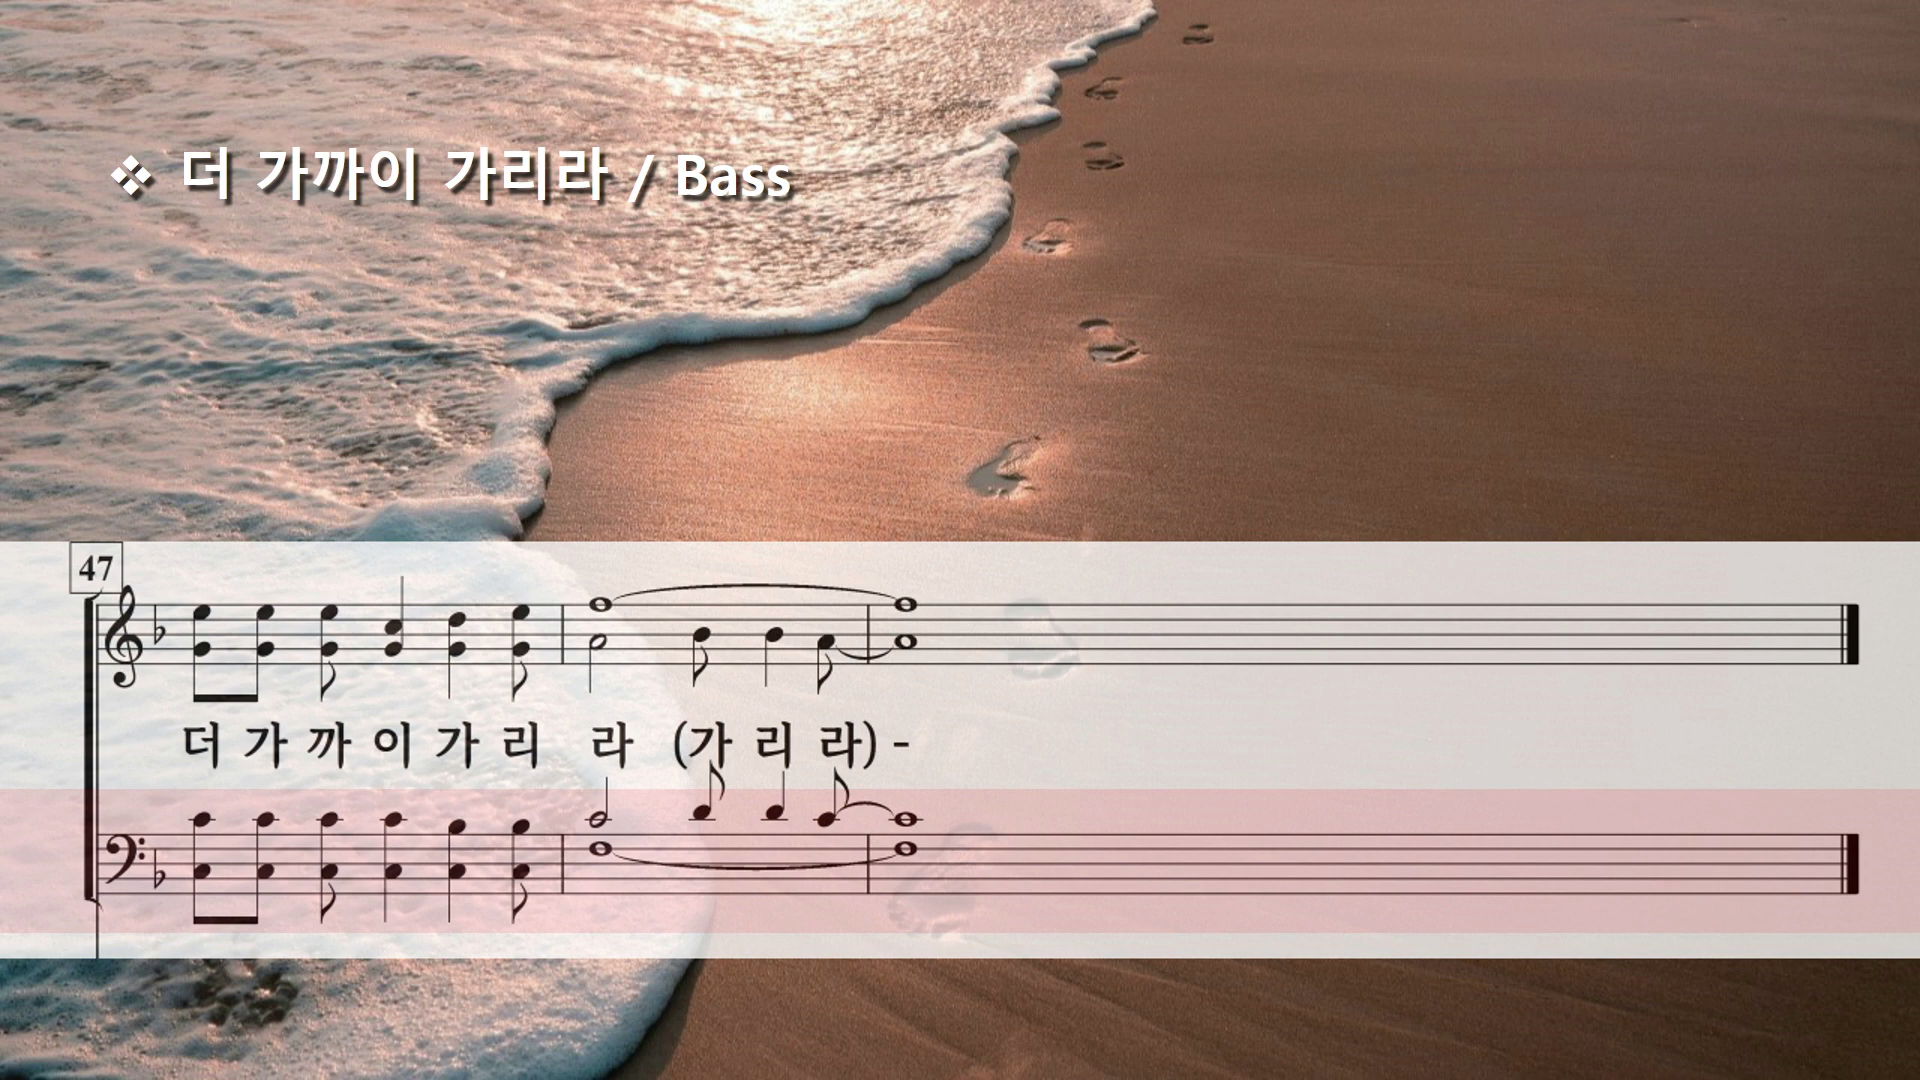 ❖ 더 가까이 가리라 / Bass
47
더 가 까 이 가 리 라 (가 리 라) -